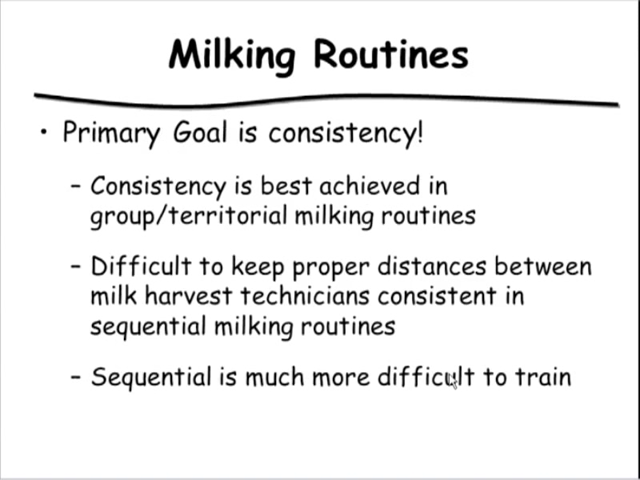 Milking Routines
• Primary Goal is consistency!
– Consistency is best achieved in
group/territorial milking routines
– Difficult to keep proper distances between
milk harvest technicians consistent in
sequential milking routines
– Sequential is much more difficult to train